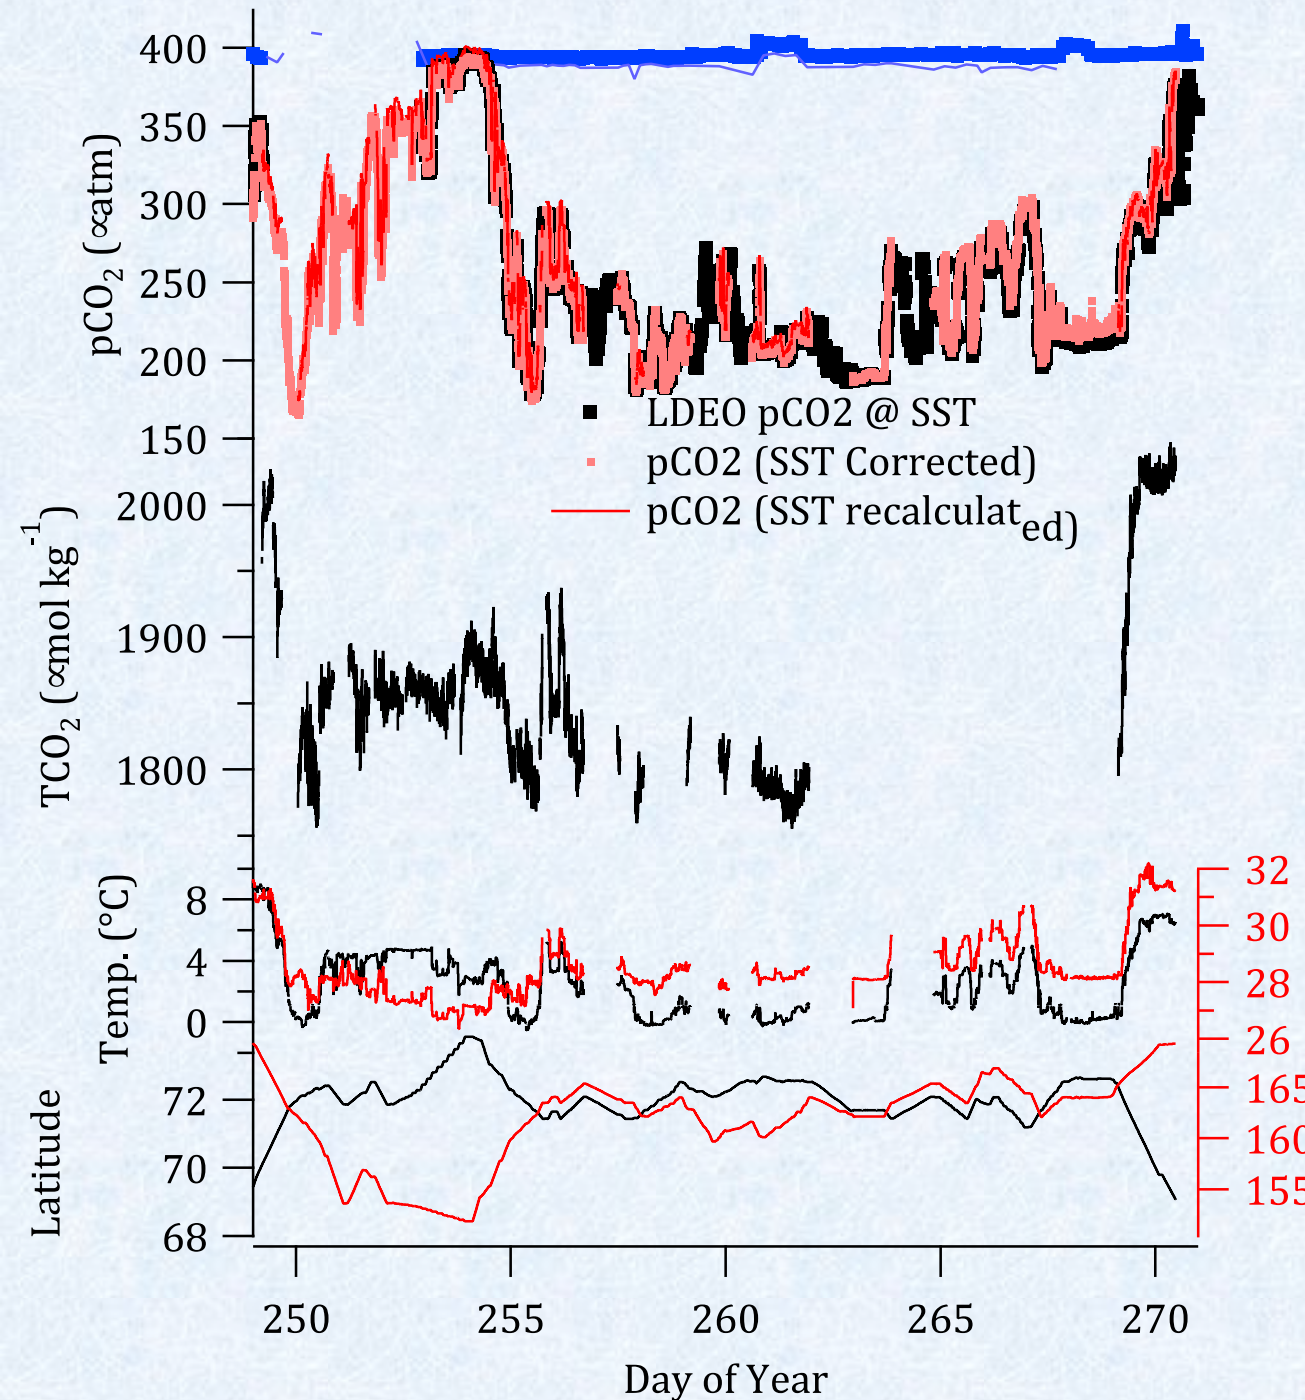 400
350
300
250
200
150
pCO2 (∝atm)
LDEO pCO2 @ SST
pCO2 (SST Corrected)
pCO2 (SST recalculated)
2000
1900
1800
TCO2 (∝mol kg-1)
8
4
0
Temp. (°C)
32
30
28
26
72
70
68
Latitude
165
160
155
250 255 260 265 270
Day of Year